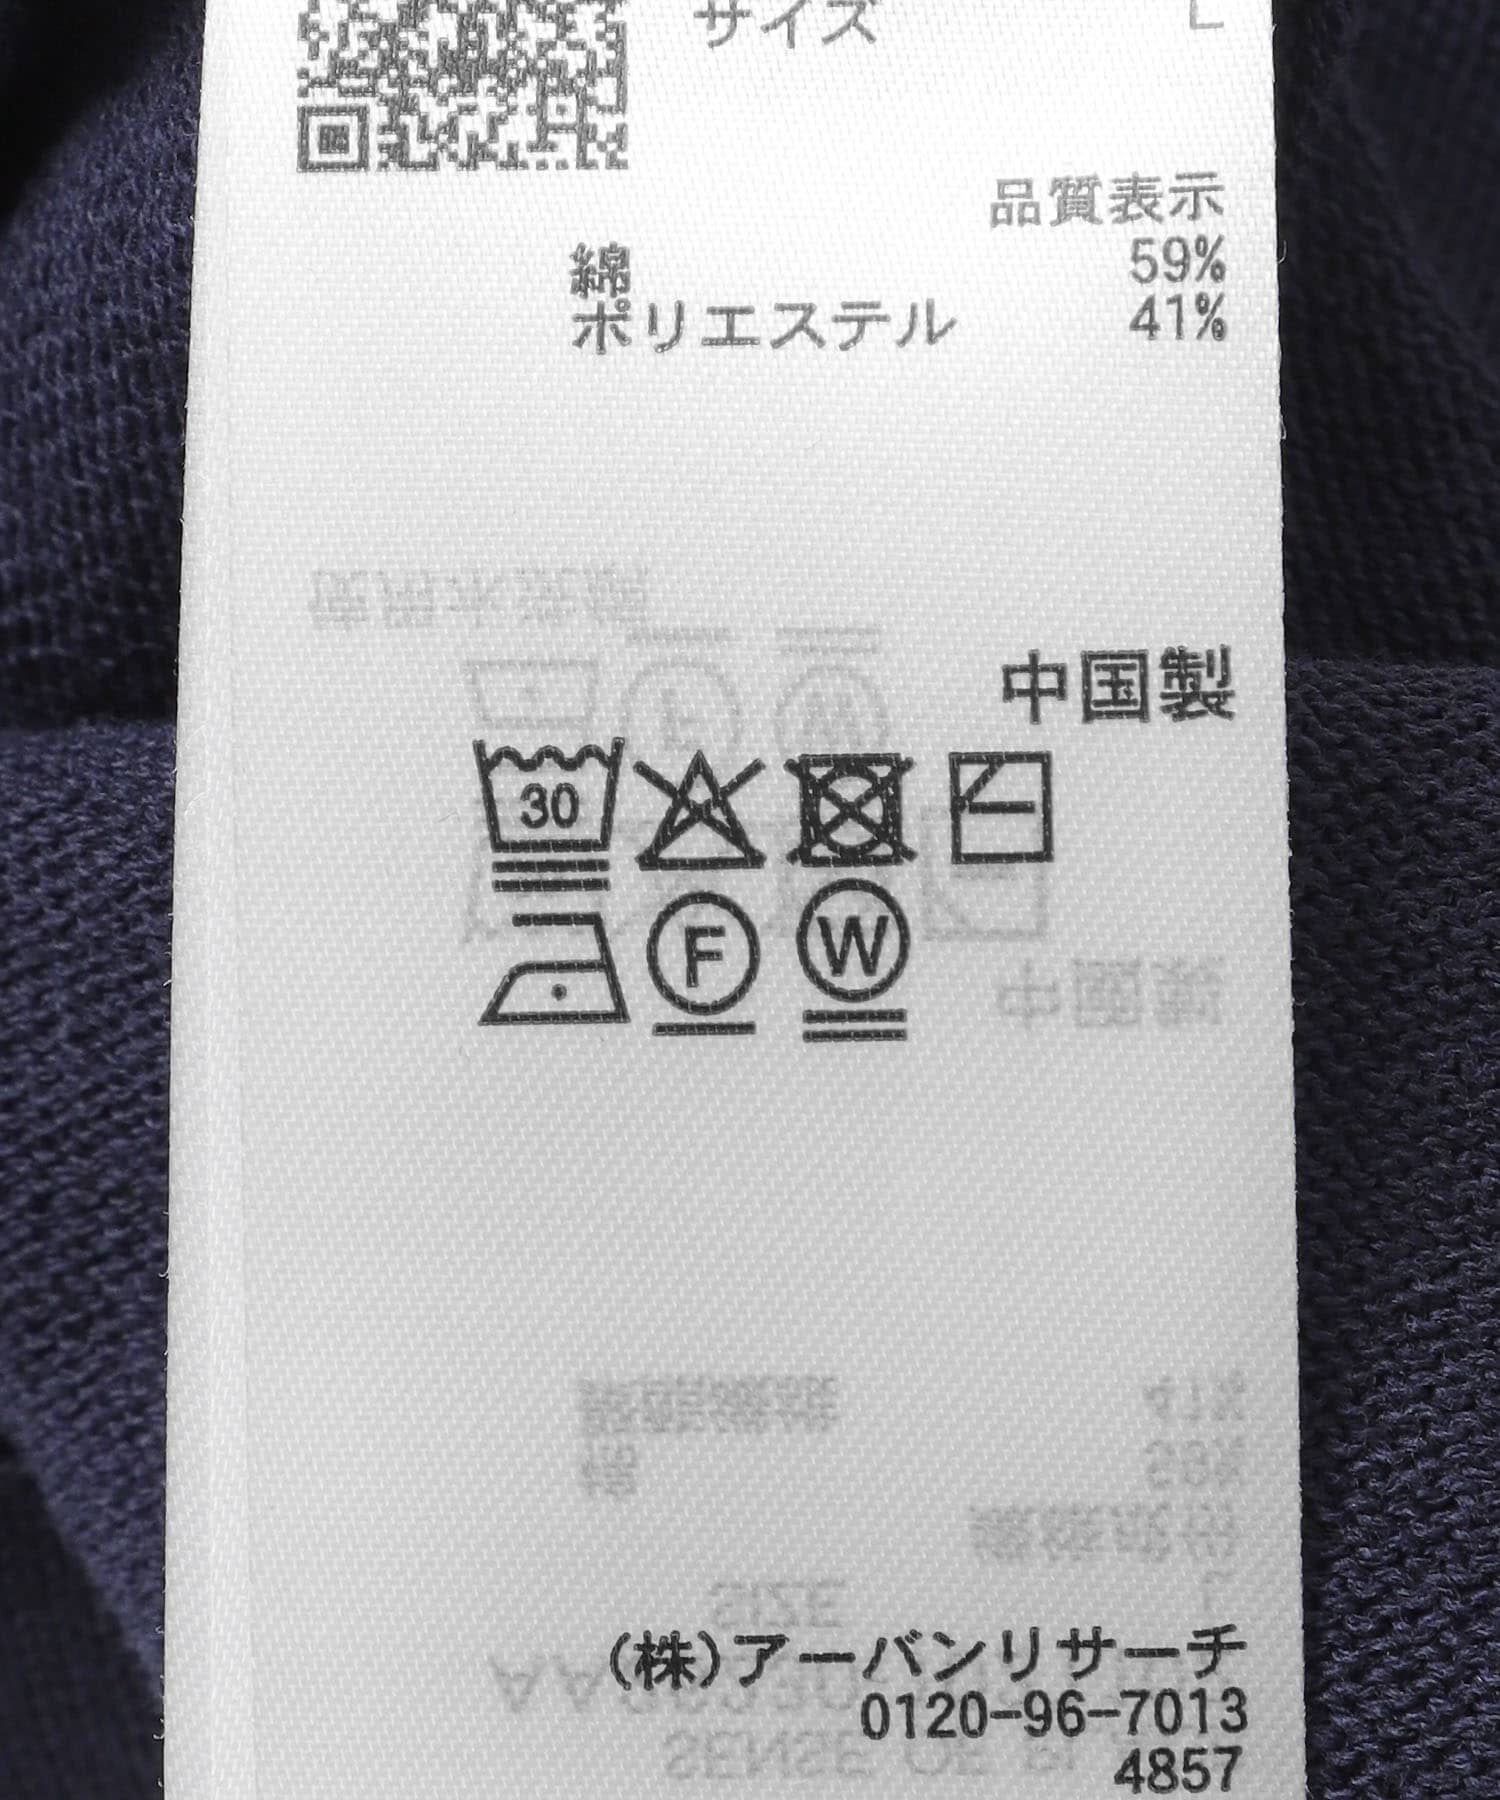 サイズ L
品質表示
綿 59%
ポリエステル 41%
中国製
30
F W
(株)アーバンリサーチ
0120-96-7013
4857